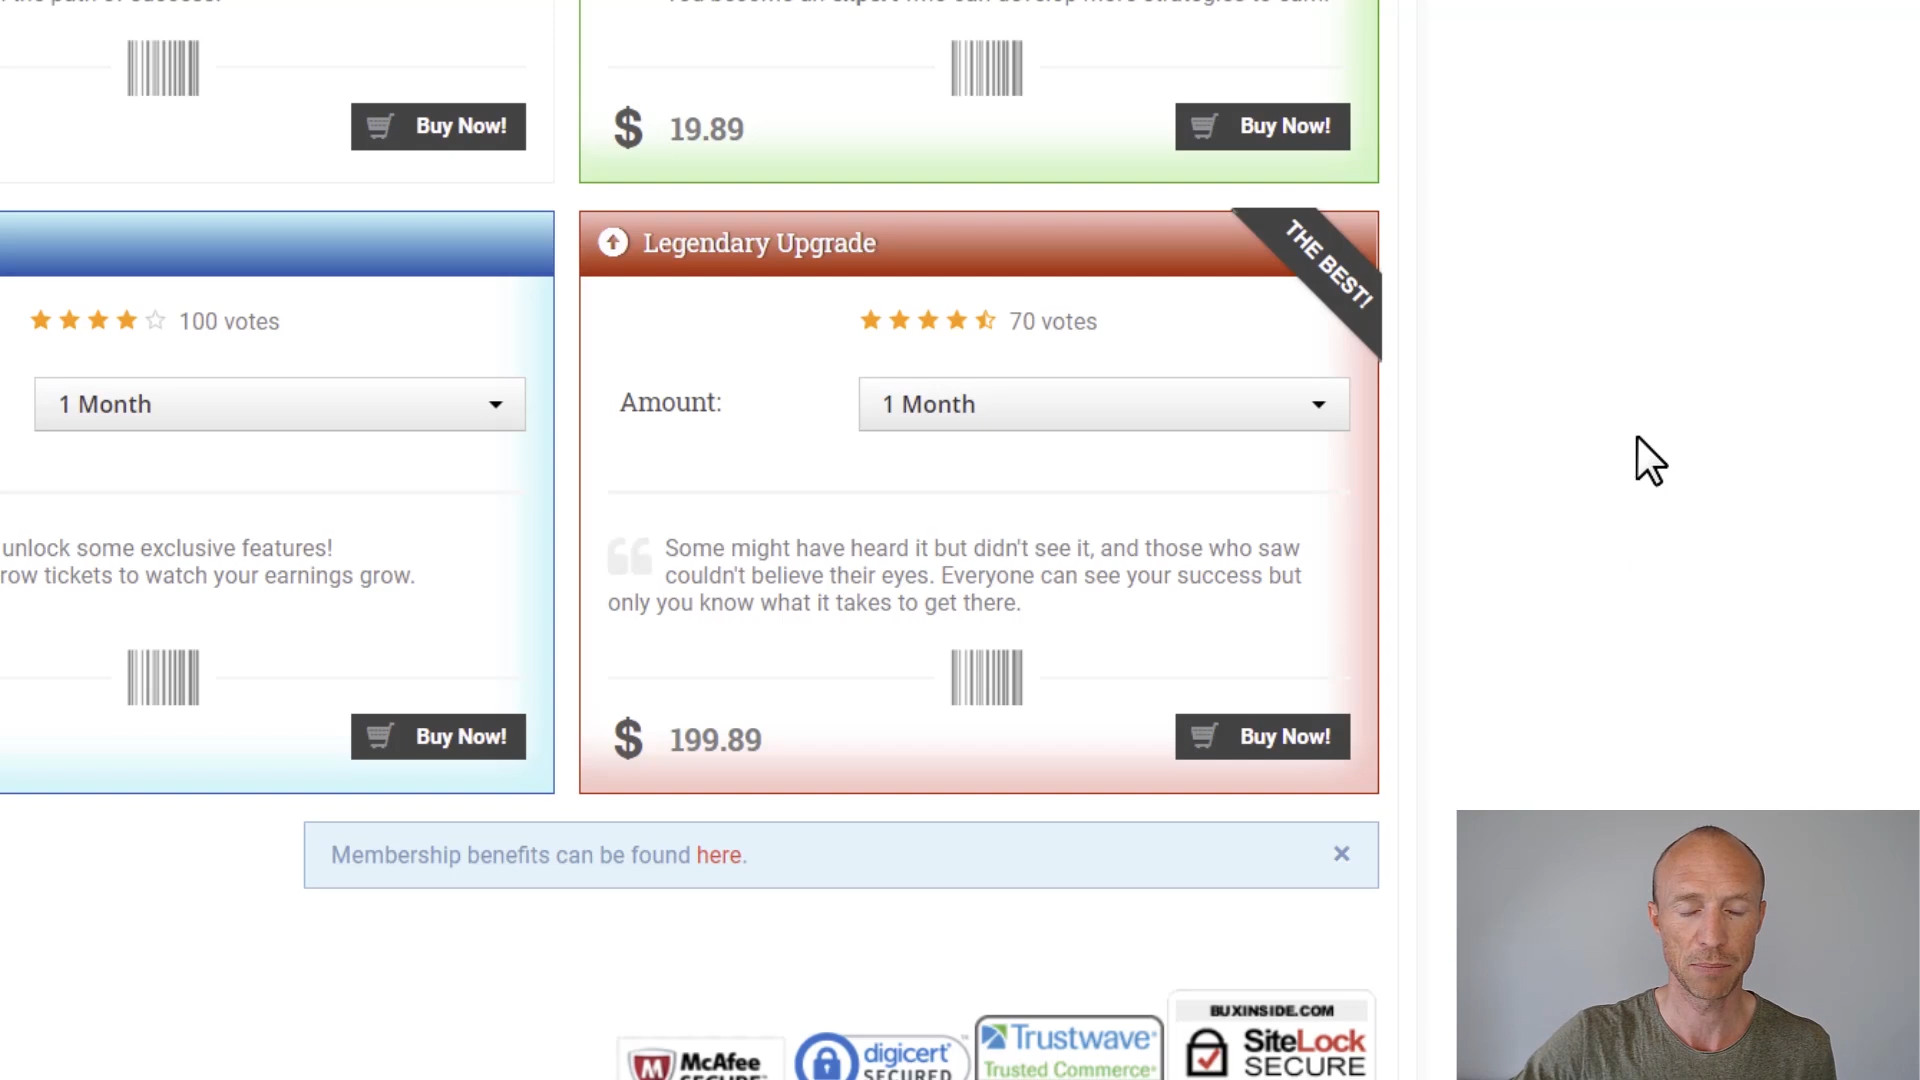 Buy Now!
$ 19.89
Buy Now!
Legendary Upgrade
THE BEST!
100 votes
70 votes
1 Month
Amount:
1 Month
unlock some exclusive features!
row tickets to watch your earnings grow.
Some might have heard it but didn't see it, and those who saw
couldn't believe their eyes. Everyone can see your success but
only you know what it takes to get there.
Buy Now!
$ 199.89
Buy Now!
Membership benefits can be found here.
McAfee
SECURE™
digicert
SECURED
Trustwave®
Trusted Commerce®
BUXINSIDE.COM
SiteLock
SECURE